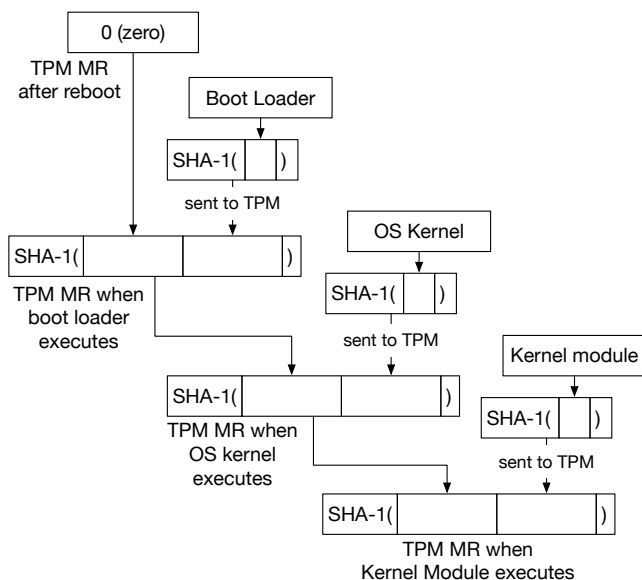 0 (zero)
TPM MR
after reboot
Boot Loader
SHA-1( )
sent to TPM
SHA-1( )
TPM MR when
boot loader
executes
OS Kernel
SHA-1( )
sent to TPM
SHA-1( )
TPM MR when
OS kernel
executes
Kernel module
SHA-1( )
sent to TPM
SHA-1( )
TPM MR when
Kernel Module executes